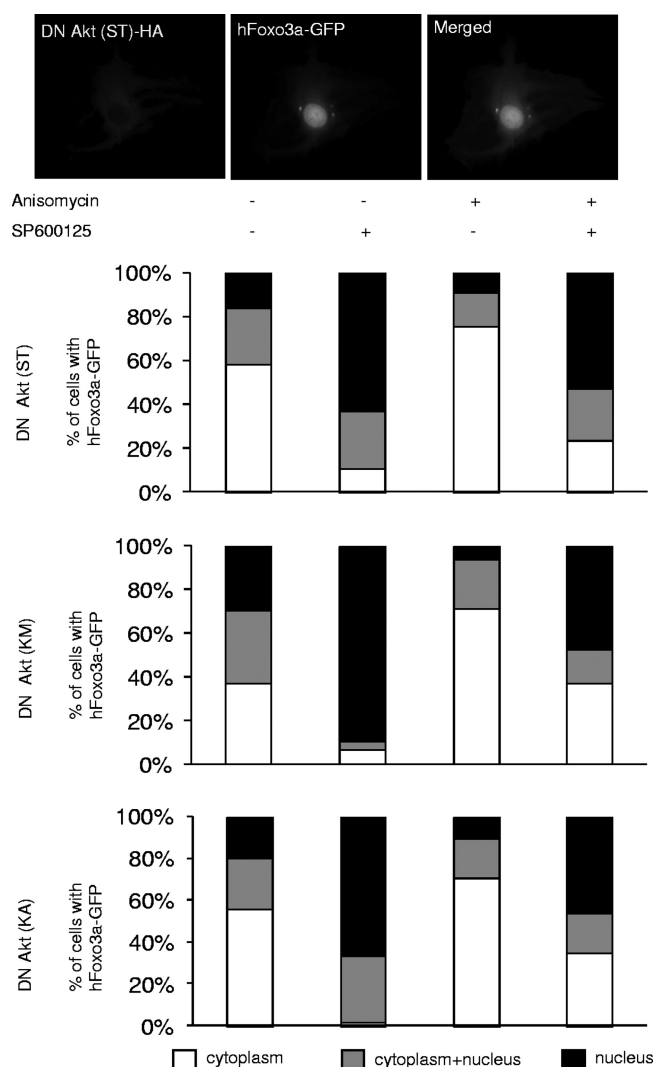 DN Akt (ST)-HA
hFoxo3a-GFP
Merged
Anisomycin - - + +
SP600125 - + - +
DN Akt (ST)
% of cells with
hFoxo3a-GFP
100%
80%
60%
40%
20%
0%
DN Akt (KM)
% of cells with
hFoxo3a-GFP
100%
80%
60%
40%
20%
0%
DN Akt (KA)
% of cells with
hFoxo3a-GFP
100%
80%
60%
40%
20%
0%
cytoplasm
cytoplasm+nucleus
nucleus